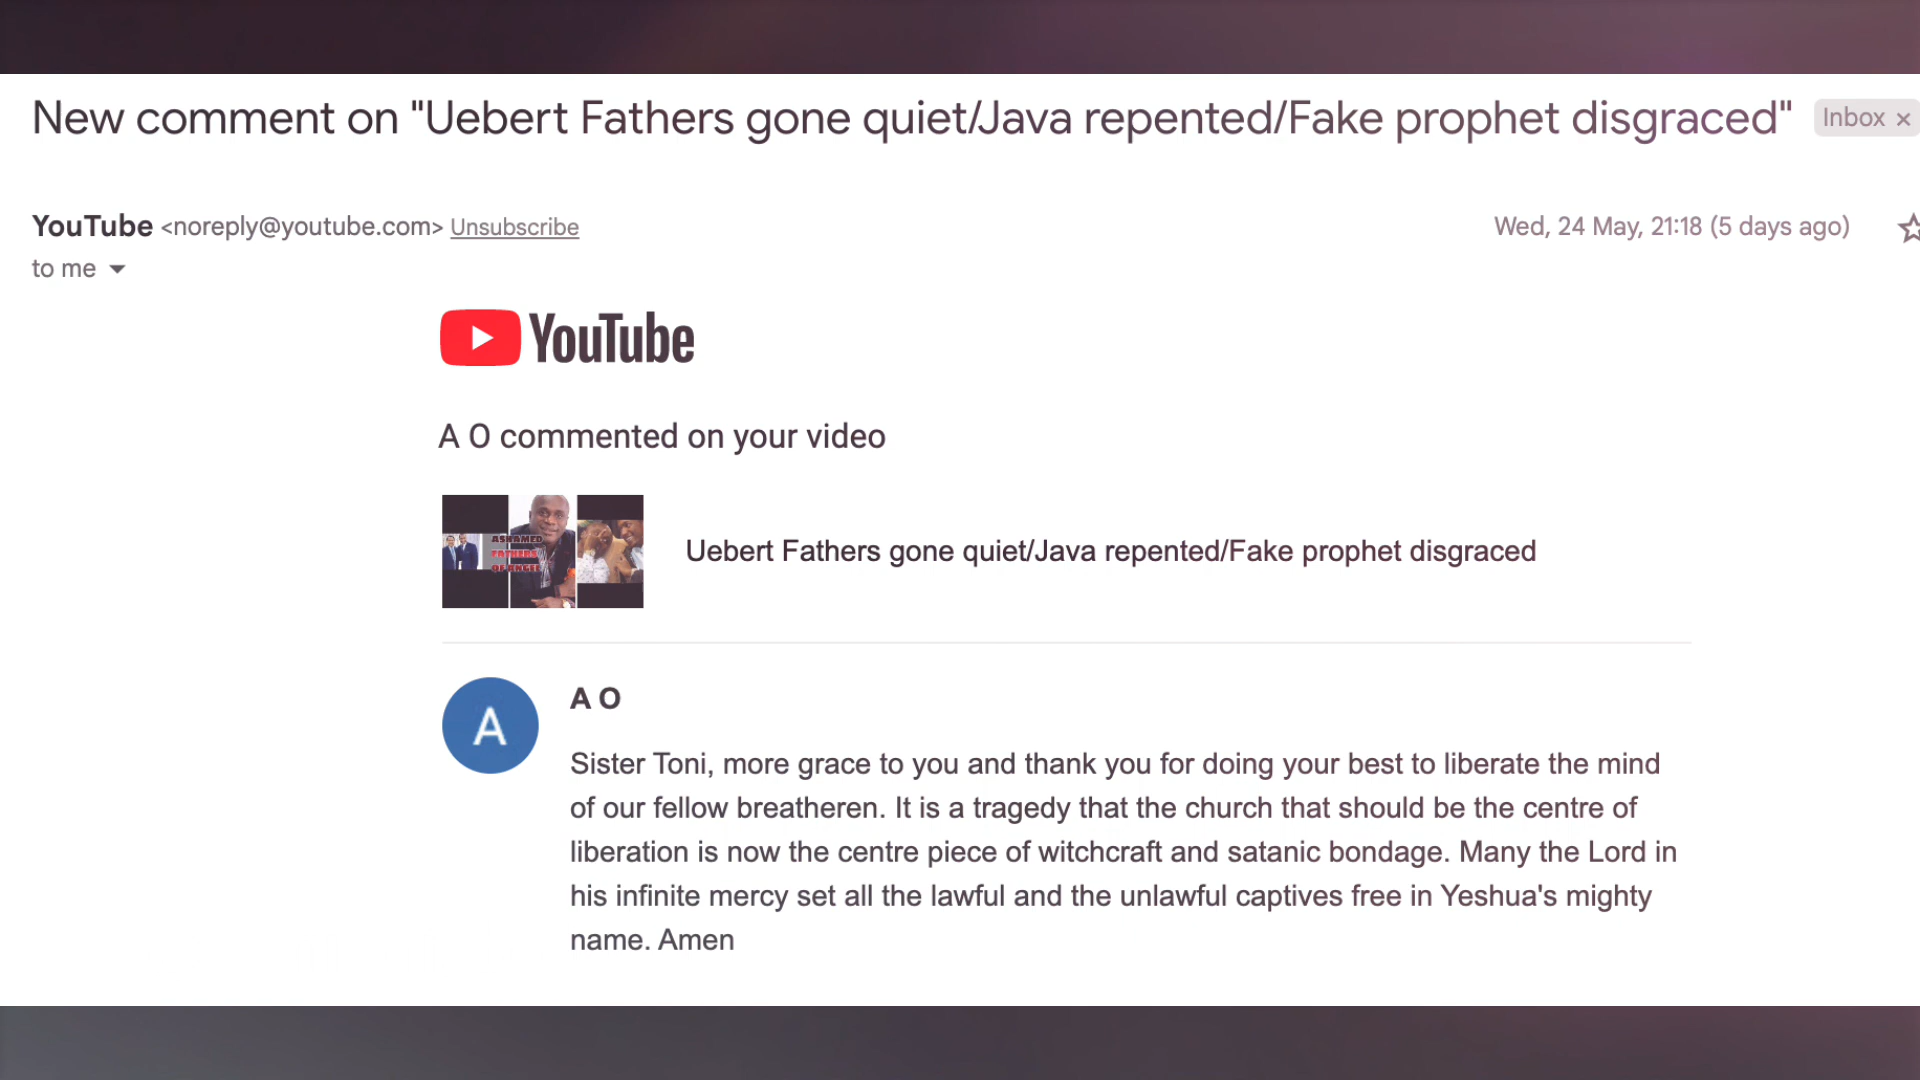 New comment on "Uebert Fathers gone quiet/Java repented/Fake prophet disgraced" Inbox ×
YouTube <noreply@youtube.com> Unsubscribe Wed, 24 May, 21:18 (5 days ago)
to me
YouTube
A O commented on your video
ASHAMED
FATHERS
OF ANGEL
Uebert Fathers gone quiet/Java repented/Fake prophet disgraced
A
A O
Sister Toni, more grace to you and thank you for doing your best to liberate the mind
of our fellow breatheren. It is a tragedy that the church that should be the centre of
liberation is now the centre piece of witchcraft and satanic bondage. Many the Lord in
his infinite mercy set all the lawful and the unlawful captives free in Yeshua's mighty
name. Amen